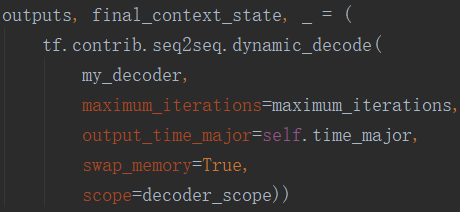 outputs, final_context_state, _ = (
tf.contrib.seq2seq.dynamic_decode(
my_decoder,
maximum_iterations=maximum_iterations,
output_time_major=self.time_major,
swap_memory=True,
scope=decoder_scope))